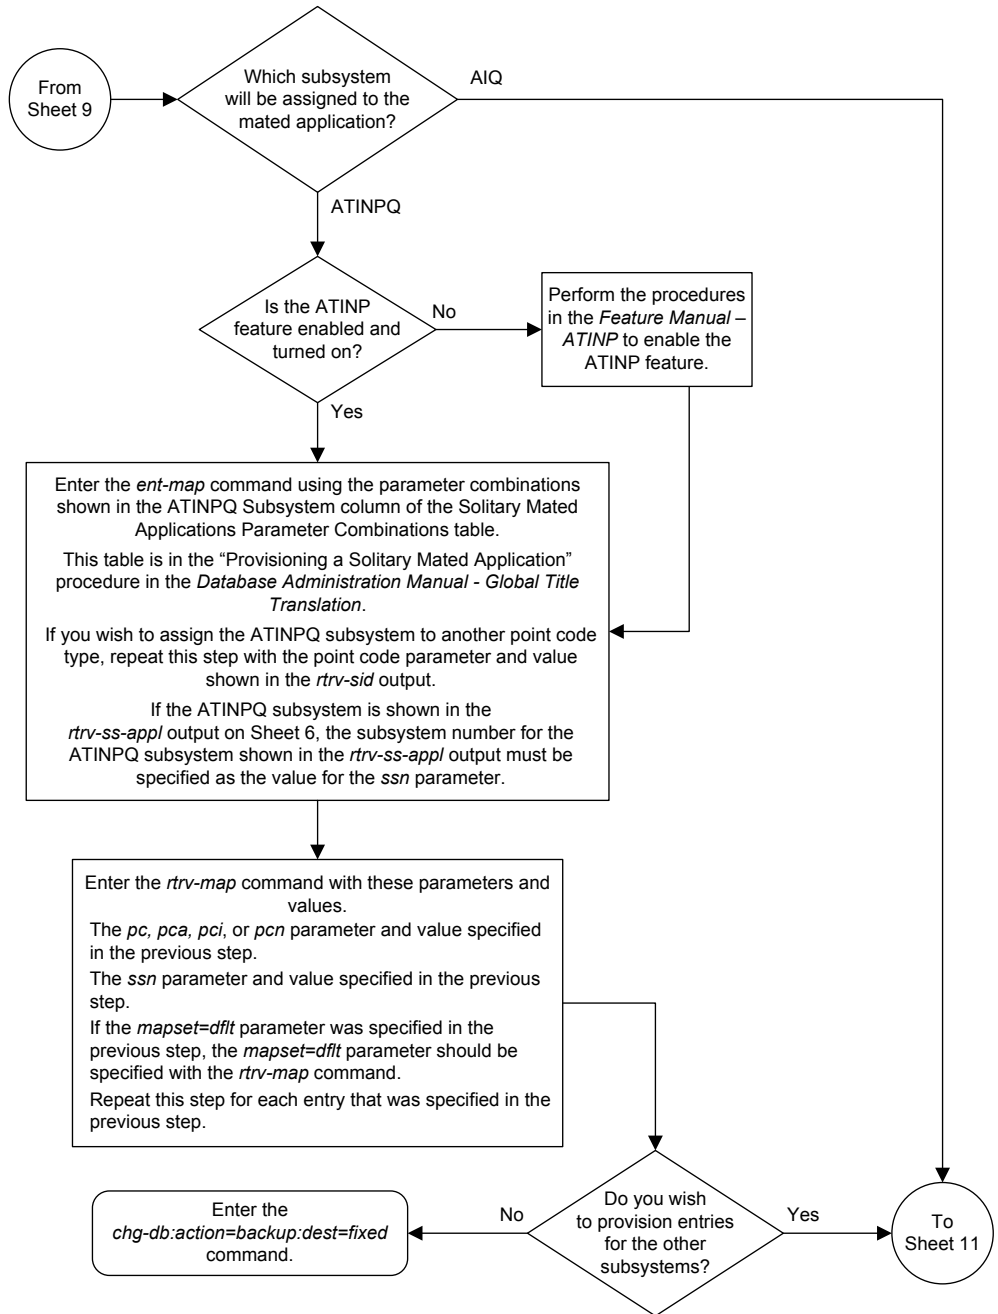 From
Sheet 9
Which subsystem
will be assigned to the
mated application?
AIQ
ATINPQ
Is the ATINP
feature enabled and
turned on?
No
Perform the procedures
in the Feature Manual –
ATINP to enable the
ATINP feature.
Yes
Enter the ent-map command using the parameter combinations
shown in the ATINPQ Subsystem column of the Solitary Mated
Applications Parameter Combinations table.
This table is in the “Provisioning a Solitary Mated Application”
procedure in the Database Administration Manual - Global Title
Translation.
If you wish to assign the ATINPQ subsystem to another point code
type, repeat this step with the point code parameter and value
shown in the rtrv-sid output.
If the ATINPQ subsystem is shown in the
rtrv-ss-appl output on Sheet 6, the subsystem number for the
ATINPQ subsystem shown in the rtrv-ss-appl output must be
specified as the value for the ssn parameter.
Enter the rtrv-map command with these parameters and
values.
The pc, pca, pci, or pcn parameter and value specified
in the previous step.
The ssn parameter and value specified in the previous
step.
If the mapset=dflt parameter was specified in the
previous step, the mapset=dflt parameter should be
specified with the rtrv-map command.
Repeat this step for each entry that was specified in the
previous step.
Do you wish
to provision entries
for the other
subsystems?
No
Enter the
chg-db:action=backup:dest=fixed
command.
Yes
To
Sheet 11